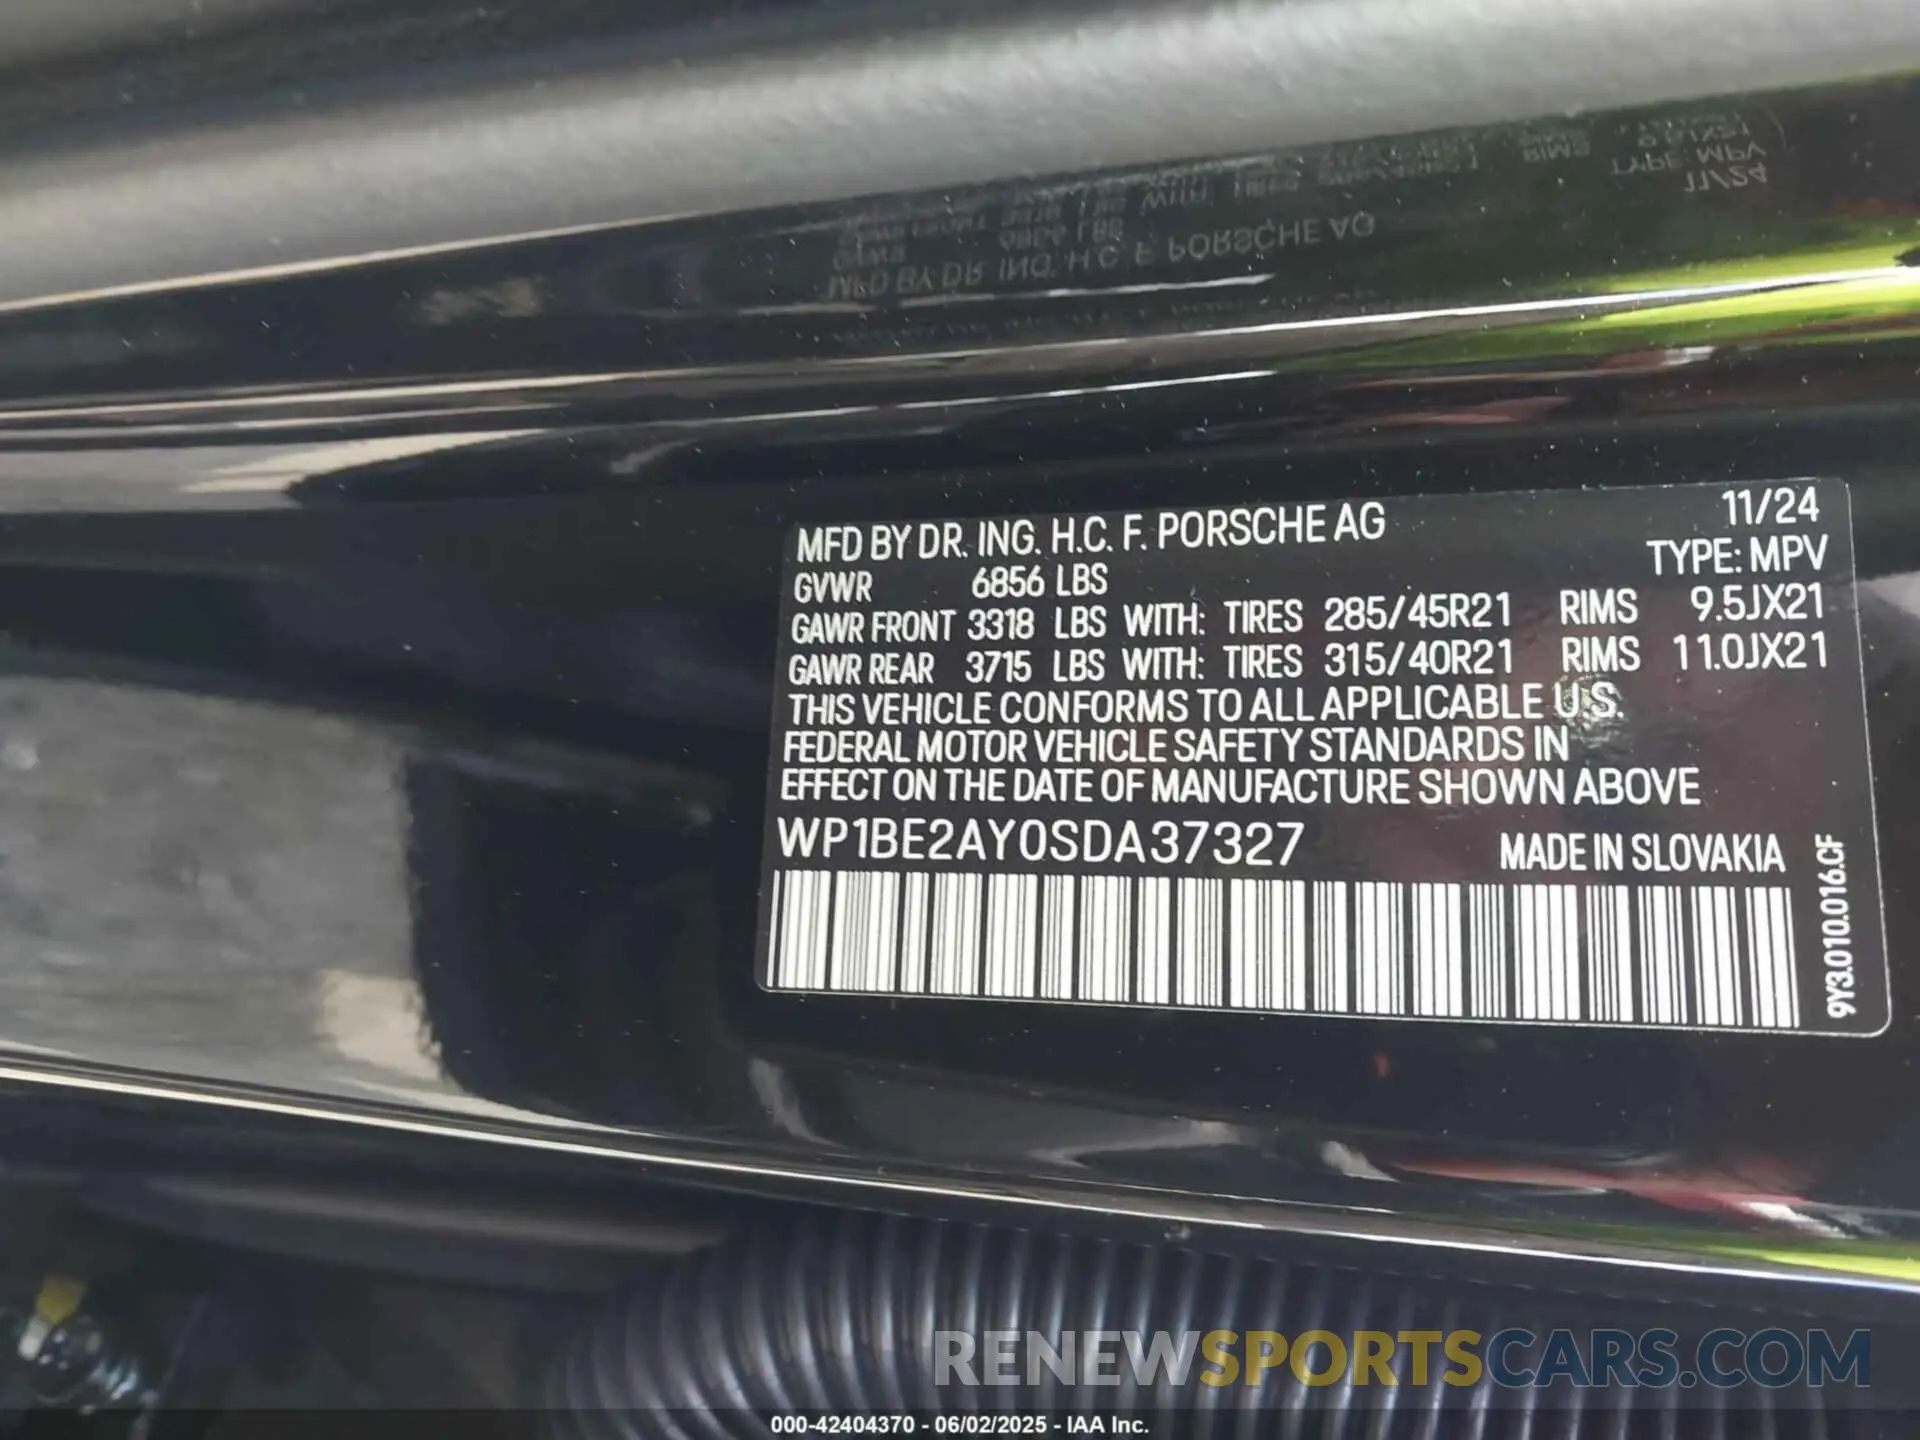 MFD BY DR. ING. H.C. F. PORSCHE AG 11/24
TYPE: MPV
GVWR 6856 LBS
GAWR FRONT 3318 LBS WITH: TIRES 285/45R21 RIMS 9.5JX21
GAWR REAR 3715 LBS WITH: TIRES 315/40R21 RIMS 11.0JX21
THIS VEHICLE CONFORMS TO ALL APPLICABLE U.S.
FEDERAL MOTOR VEHICLE SAFETY STANDARDS IN
EFFECT ON THE DATE OF MANUFACTURE SHOWN ABOVE
WP1BE2AY0SDA37327
MADE IN SLOVAKIA
9Y3.010.016.CF
RENEWSPORTSCARS.COM
000-42404370 - 06/02/2025 - IAA Inc.